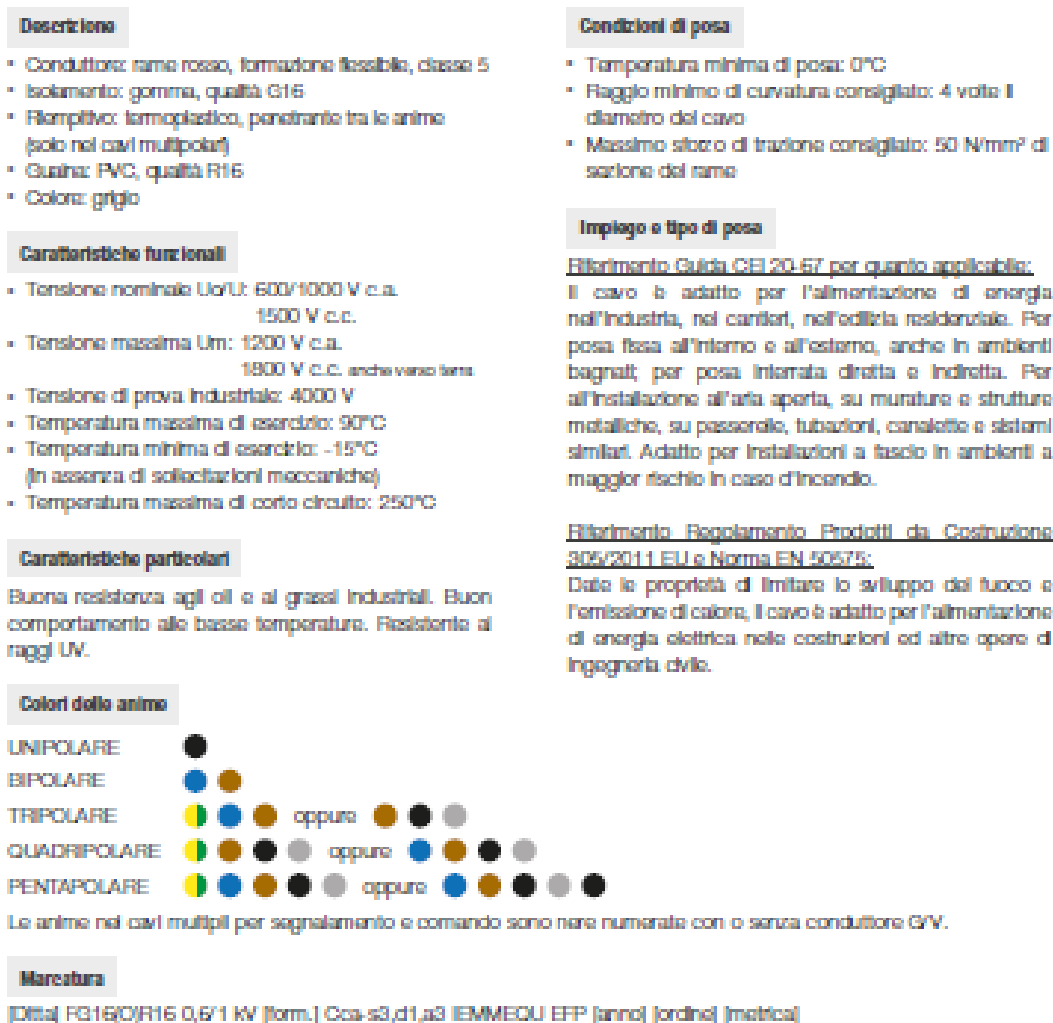 Descrizione
• Conduttore: rame rosso, formazione flessibile, classe 5
• Isolamento: gomma, qualità G16
• Riempitivo: termoplastico, penetrante tra le anime
(solo nei cavi multipolari)
• Guaina: PVC, qualità R16
• Colore: grigio
Caratteristiche funzionali
• Tensione nominale Uo/U: 600/1000 V c.a.
1500 V c.c.
• Tensione massima Um: 1200 V c.a.
1800 V c.c. anche verso terra
• Tensione di prova industriale: 4000 V
• Temperatura massima di esercizio: 90°C
• Temperatura minima di esercizio: -15°C
(in assenza di sollecitazioni meccaniche)
• Temperatura massima di corto circuito: 250°C
Caratteristiche particolari
Buona resistenza agli oli e ai grassi industriali. Buon
comportamento alle basse temperature. Resistente ai
raggi UV.
Condizioni di posa
• Temperatura minima di posa: 0°C
• Raggio minimo di curvatura consigliato: 4 volte il
diametro del cavo
• Massimo sforzo di trazione consigliato: 50 N/mm² di
sezione del rame
Impiego e tipo di posa
Riferimento Guida CEI 20-67 per quanto applicabile:
Il cavo è adatto per l'alimentazione di energia
nell'industria, nei cantieri, nell'edilizia residenziale. Per
posa fissa all'interno e all'esterno, anche in ambienti
bagnati; per posa interrata diretta e indiretta. Per
all'installazione all'aria aperta, su murature e strutture
metalliche, su passerelle, tubazioni, canalette e sistemi
similari. Adatto per installazioni a fascio in ambienti a
maggior rischio in caso d'incendio.
Riferimento Regolamento Prodotti da Costruzione
305/2011 EU e Norma EN 50575:
Date le proprietà di limitare lo sviluppo del fuoco e
l'emissione di calore, il cavo è adatto per l'alimentazione
di energia elettrica nelle costruzioni ed altre opere di
ingegneria civile.
Colori delle anime
UNIPOLARE
BIPOLARE
TRIPOLARE oppure
QUADRIPOLARE oppure
PENTAPOLARE oppure
Le anime nei cavi multipli per segnalamento e comando sono nere numerate con o senza conduttore G/V.
Marcatura
[Ditta] FG16(O)R16 0,6/1 kV [form.] Cca-s3,d1,a3 IEMMEQU EFP [anno] [ordine] [metrica]